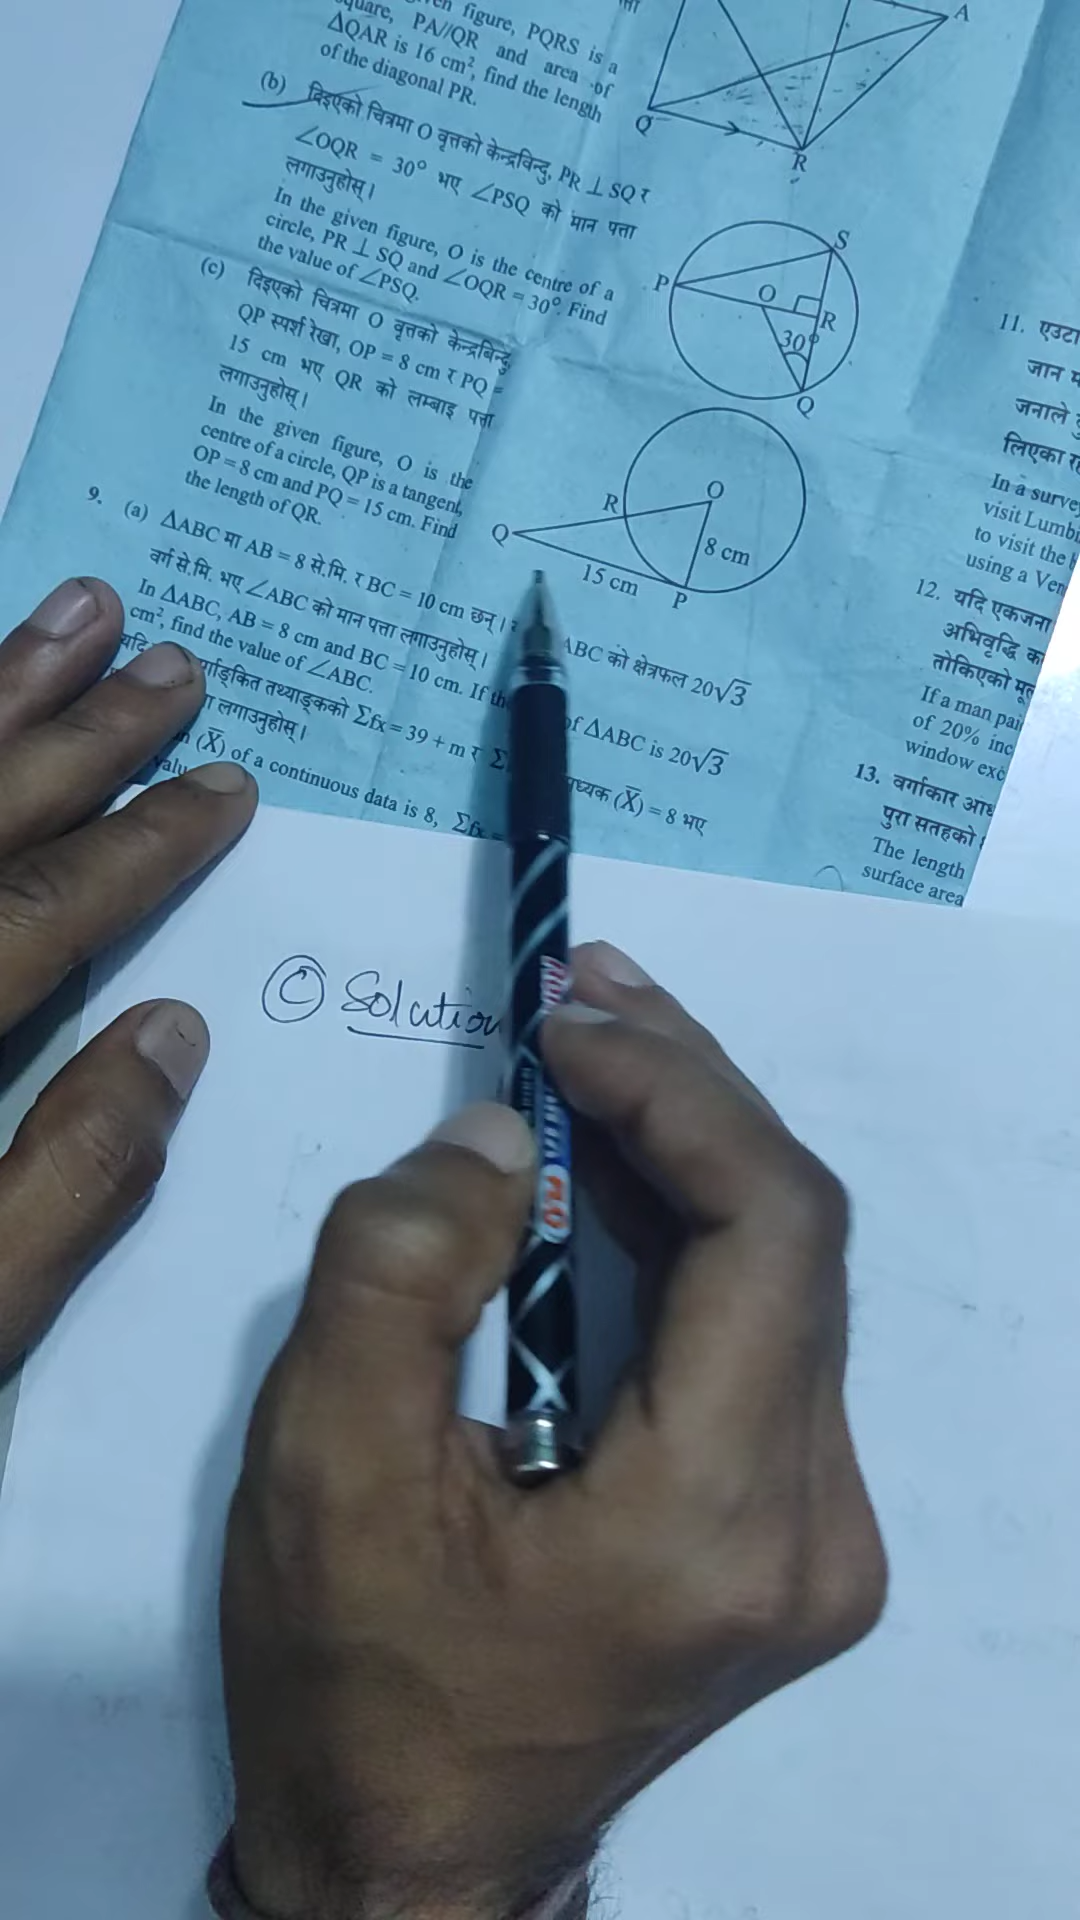 en figure, PQRS is a
quare, PA//QR and area of
ΔQAR is 16 cm², find the length
of the diagonal PR.
A
Q
R
(b) दिइएको चित्रमा O वृत्तको केन्द्रविन्दु, PR ⊥ SQ र
∠OQR = 30° भए ∠PSQ को मान पत्ता
लगाउनुहोस् ।
In the given figure, O is the centre of a
circle, PR ⊥ SQ and ∠OQR = 30°. Find
the value of ∠PSQ.
S
P
O
R
30°
Q
(c) दिइएको चित्रमा O वृत्तको केन्द्रबिन्दु,
QP स्पर्श रेखा, OP = 8 cm र PQ =
15 cm भए QR को लम्बाइ पत्ता
लगाउनुहोस् ।
In the given figure, O is the
centre of a circle, QP is a tangent,
OP = 8 cm and PQ = 15 cm. Find
the length of QR.
O
R
Q
8 cm
15 cm
P
9. (a) ΔABC मा AB = 8 से.मि. र BC = 10 cm छन् । ABC को क्षेत्रफल 20√3
वर्ग से.मि. भए ∠ABC को मान पत्ता लगाउनुहोस् ।
In ΔABC, AB = 8 cm and BC = 10 cm. If th of ΔABC is 20√3
cm², find the value of ∠ABC.
यदि तथ्याङ्कको Σfx = 39 + m र Σ (X̄) = 8 भए
लगाउनुहोस् ।
(X̄) of a continuous data is 8, Σfx =
valu
11. एउटा
जान म
जनाले
लिएका
In a surve
visit Lumbi
to visit the
using a Ven
12. यदि एकजना
अभिवृद्धि क
तोकिएको मू
If a man pai
of 20% inc
window exc
13. वर्गाकार आध
पुरा सतहको
The length
surface area
(C) Solution